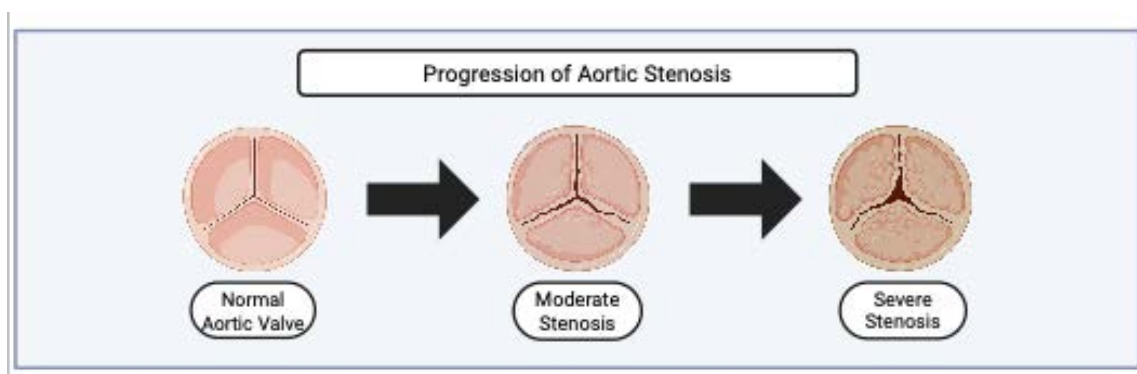 Progression of Aortic Stenosis
Normal
Aortic Valve
Moderate
Stenosis
Severe
Stenosis